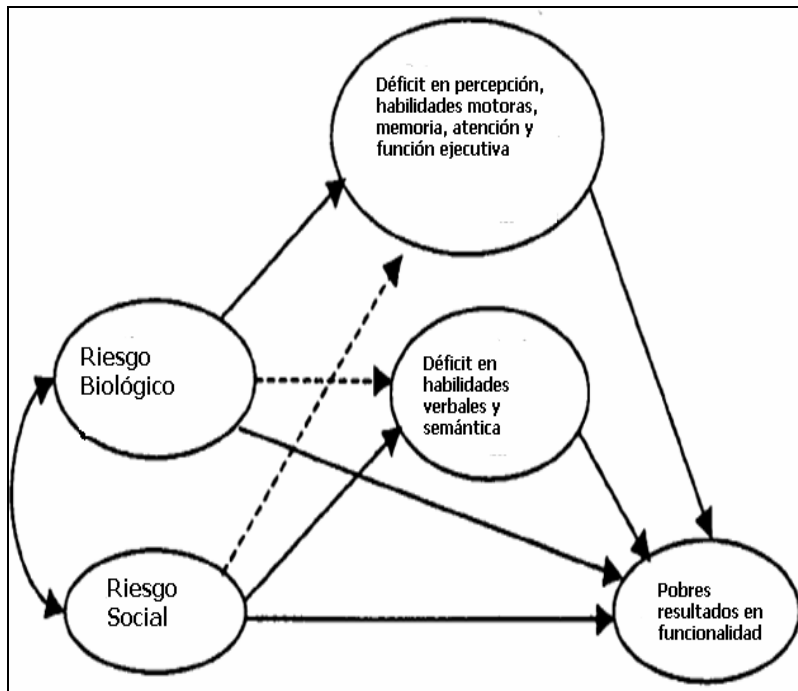 Déficit en percepción,
habilidades motoras,
memoria, atención y
función ejecutiva
Riesgo
Biológico
Déficit en
habilidades
verbales y
semántica
Riesgo
Social
Pobres
resultados en
funcionalidad